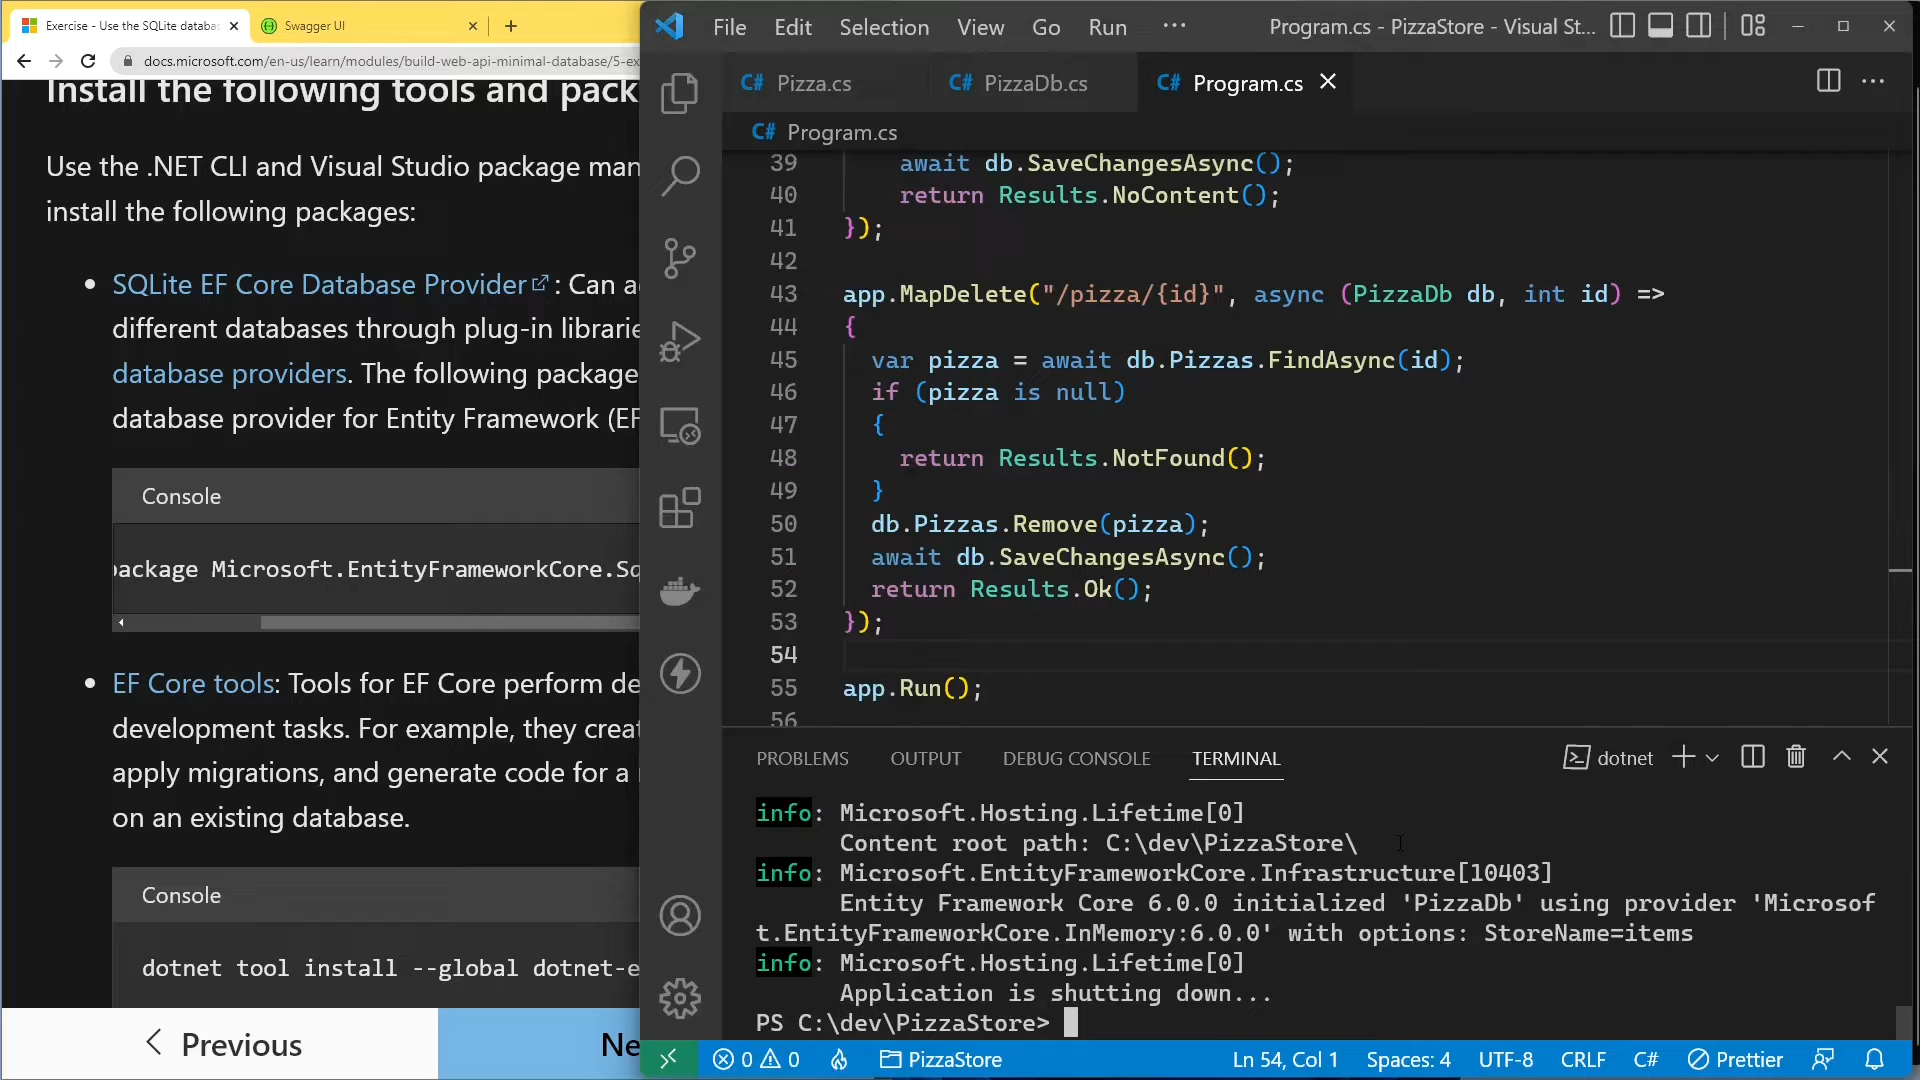 Exercise - Use the SQLite databas
Swagger UI
docs.microsoft.com/en-us/learn/modules/build-web-api-minimal-database/5-ex
Install the following tools and pack
Use the .NET CLI and Visual Studio package man
install the following packages:
SQLite EF Core Database Provider : Can a
different databases through plug-in librarie
database providers. The following package
database provider for Entity Framework (EF
Console
package Microsoft.EntityFrameworkCore.Sq
EF Core tools: Tools for EF Core perform de
development tasks. For example, they creat
apply migrations, and generate code for a
on an existing database.
Console
dotnet tool install --global dotnet-e
Previous
Ne
File Edit Selection View Go Run ··· Program.cs - PizzaStore - Visual St...
C# Pizza.cs C# PizzaDb.cs C# Program.cs
C# Program.cs
39 await db.SaveChangesAsync();
40 return Results.NoContent();
41 });
42
43 app.MapDelete("/pizza/{id}", async (PizzaDb db, int id) =>
44 {
45 var pizza = await db.Pizzas.FindAsync(id);
46 if (pizza is null)
47 {
48 return Results.NotFound();
49 }
50 db.Pizzas.Remove(pizza);
51 await db.SaveChangesAsync();
52 return Results.Ok();
53 });
54
55 app.Run();
56
PROBLEMS OUTPUT DEBUG CONSOLE TERMINAL dotnet
info: Microsoft.Hosting.Lifetime[0]
Content root path: C:\dev\PizzaStore\
info: Microsoft.EntityFrameworkCore.Infrastructure[10403]
Entity Framework Core 6.0.0 initialized 'PizzaDb' using provider 'Microsof
t.EntityFrameworkCore.InMemory:6.0.0' with options: StoreName=items
info: Microsoft.Hosting.Lifetime[0]
Application is shutting down...
PS C:\dev\PizzaStore>
0 0 PizzaStore Ln 54, Col 1 Spaces: 4 UTF-8 CRLF C# Prettier